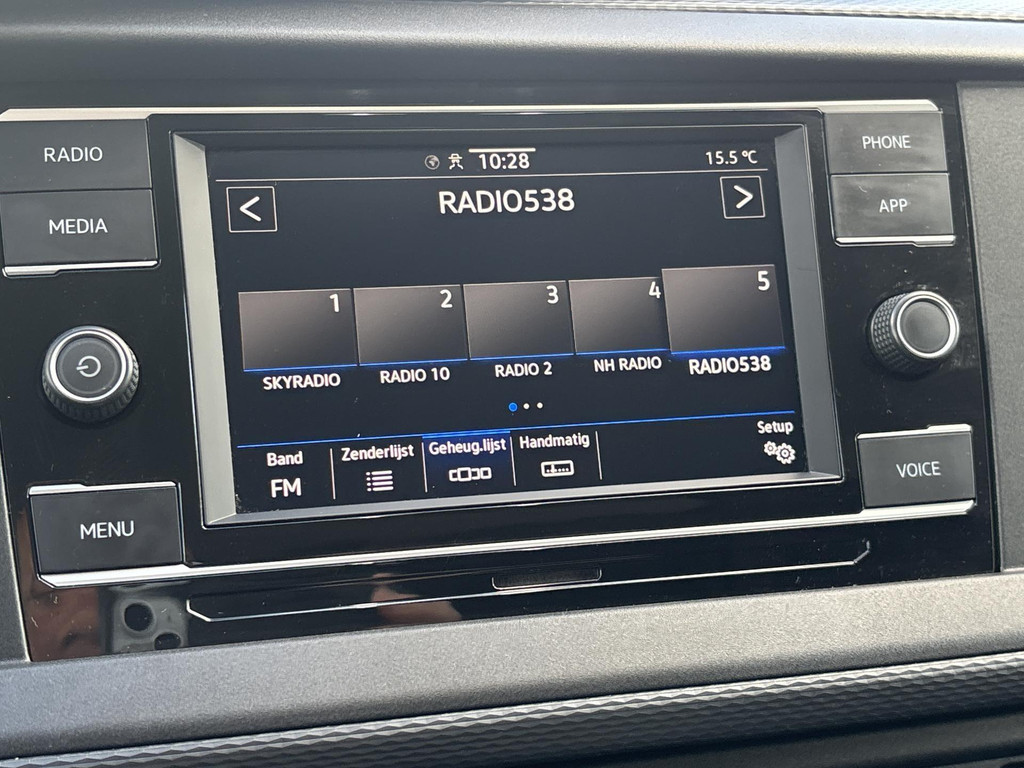 RADIO
MEDIA
MENU
10:28
15.5 °C
<
RADIO538
>
1
2
3
4
5
SKYRADIO
RADIO 10
RADIO 2
NH RADIO
RADIO538
Band
FM
Zenderlijst
Geheug.lijst
Handmatig
Setup
PHONE
APP
VOICE